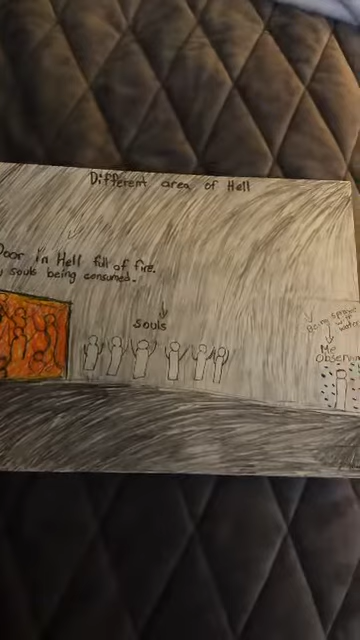 Different area of Hell
Door in Hell full of fire.
souls being consumed.
souls
Being sprayed
with
water
Me
Observing